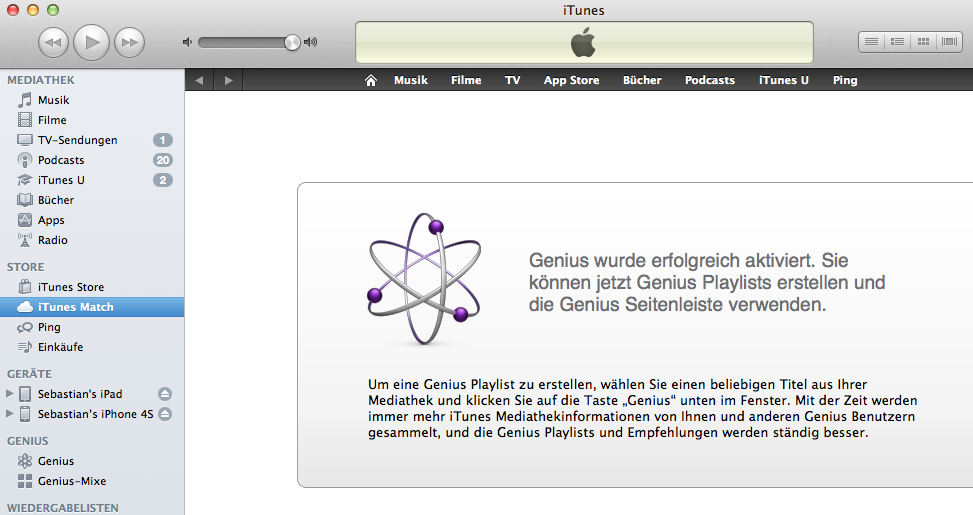 iTunes
MEDIATHEK
Musik
Filme
TV-Sendungen 1
Podcasts 20
iTunes U 2
Bücher
Apps
Radio
STORE
iTunes Store
iTunes Match
Ping
Einkäufe
GERÄTE
Sebastian's iPad
Sebastian's iPhone 4S
GENIUS
Genius
Genius-Mixe
WIEDERGABELISTEN
Musik Filme TV App Store Bücher Podcasts iTunes U Ping
Genius wurde erfolgreich aktiviert. Sie
können jetzt Genius Playlists erstellen und
die Genius Seitenleiste verwenden.
Um eine Genius Playlist zu erstellen, wählen Sie einen beliebigen Titel aus Ihrer
Mediathek und klicken Sie auf die Taste „Genius“ unten im Fenster. Mit der Zeit werden
immer mehr iTunes Mediathekinformationen von Ihnen und anderen Genius Benutzern
gesammelt, und die Genius Playlists und Empfehlungen werden ständig besser.